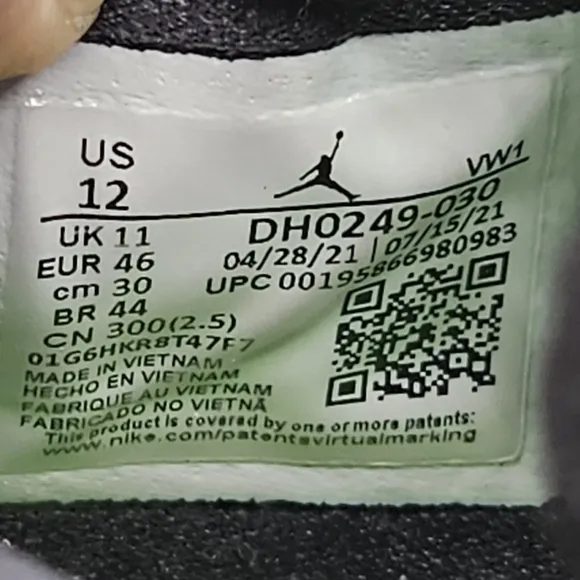 US
12
VW1
UK 11
DH0249-030
EUR 46
04/28/21 | 07/15/21
cm 30
UPC 00195866980983
BR 44
CN 300(2.5)
01G6HKR8T47F7
MADE IN VIETNAM
HECHO EN VIETNAM
FABRIQUE AU VIETNAM
FABRICADO NO VIETNÃ
This product is covered by one or more patents:
www.nike.com/patentsvirtualmarking